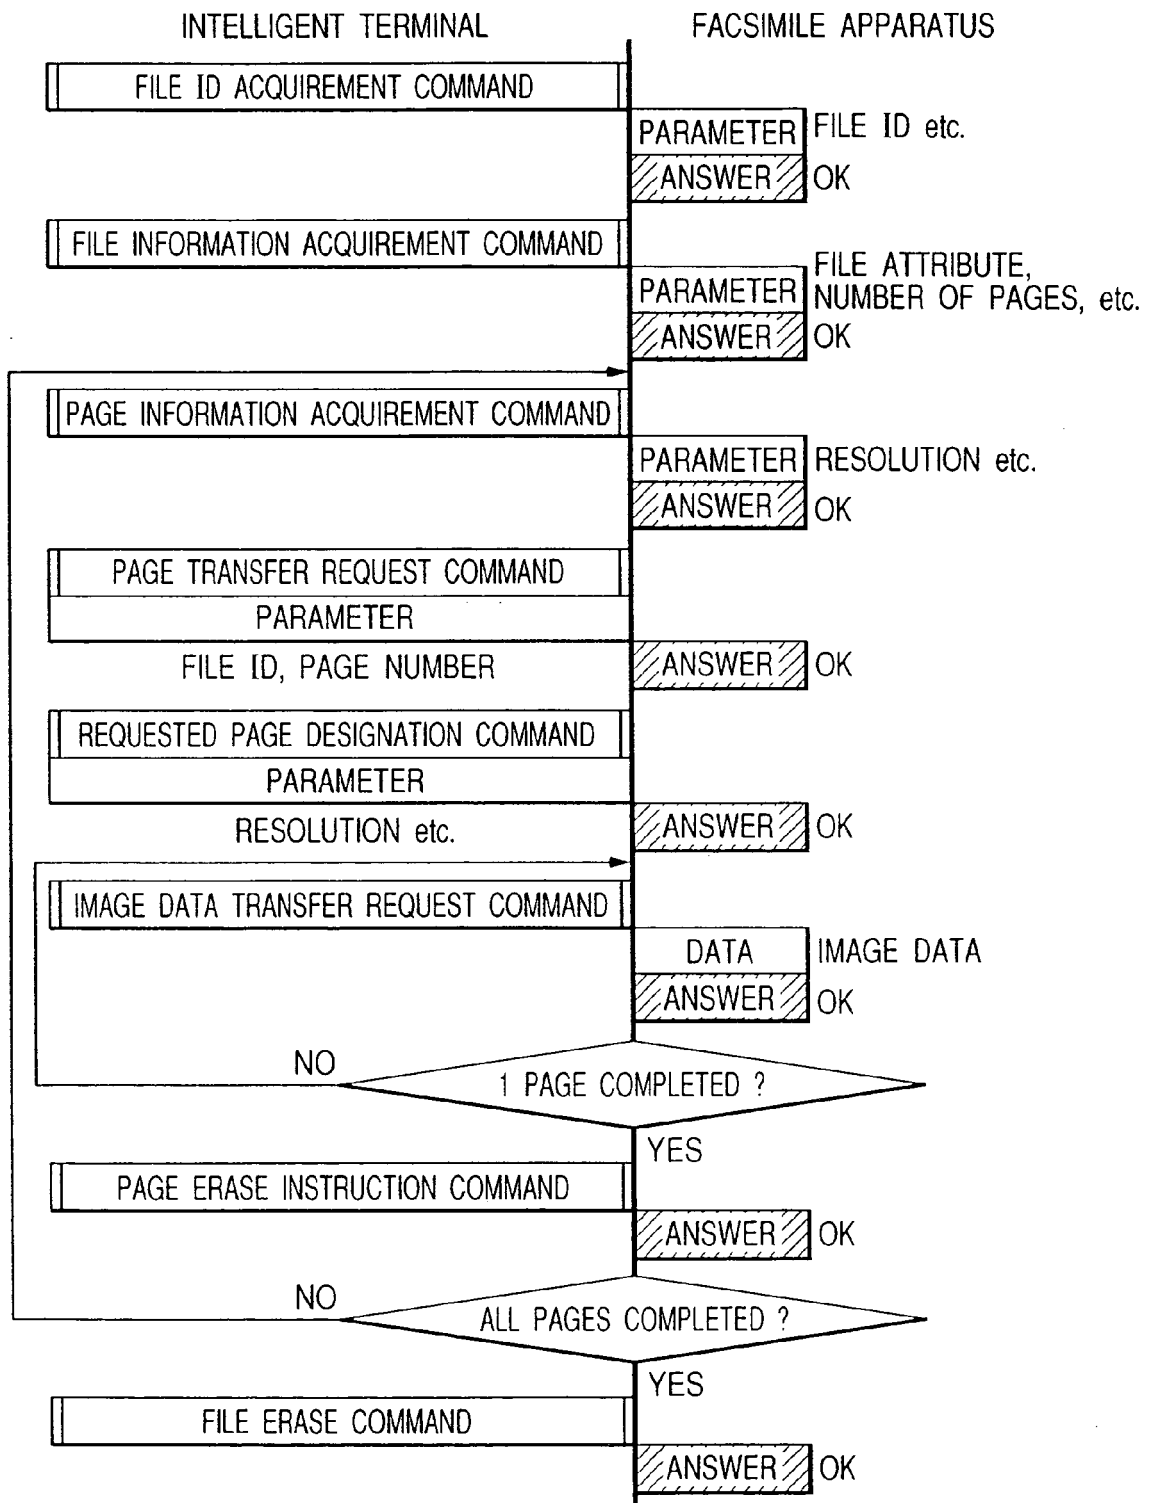 INTELLIGENT TERMINAL
FACSIMILE APPARATUS
FILE ID ACQUIREMENT COMMAND
PARAMETER
FILE ID etc.
ANSWER
OK
FILE INFORMATION ACQUIREMENT COMMAND
PARAMETER
FILE ATTRIBUTE,
NUMBER OF PAGES, etc.
ANSWER
OK
PAGE INFORMATION ACQUIREMENT COMMAND
PARAMETER
RESOLUTION etc.
ANSWER
OK
PAGE TRANSFER REQUEST COMMAND
PARAMETER
FILE ID, PAGE NUMBER
ANSWER
OK
REQUESTED PAGE DESIGNATION COMMAND
PARAMETER
RESOLUTION etc.
ANSWER
OK
IMAGE DATA TRANSFER REQUEST COMMAND
DATA
IMAGE DATA
ANSWER
OK
NO
1 PAGE COMPLETED ?
YES
PAGE ERASE INSTRUCTION COMMAND
ANSWER
OK
NO
ALL PAGES COMPLETED ?
YES
FILE ERASE COMMAND
ANSWER
OK